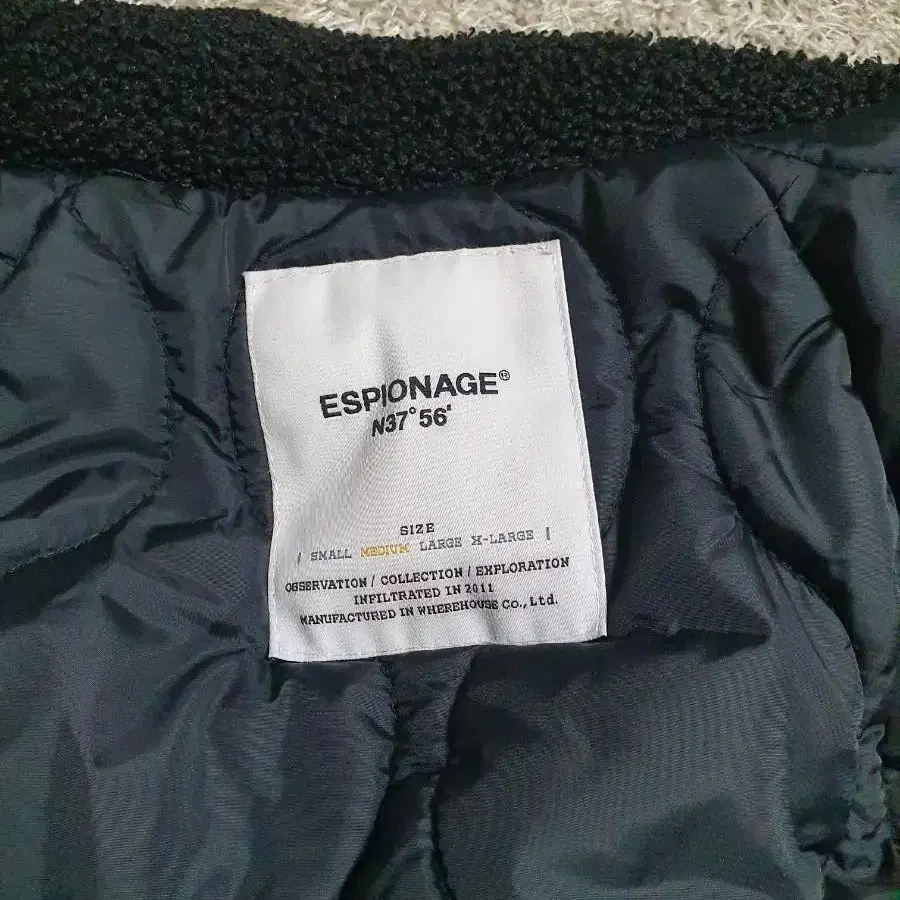 ESPIONAGE®
N37°56'
SIZE
[ SMALL MEDIUM LARGE X-LARGE ]
OBSERVATION / COLLECTION / EXPLORATION
INFILTRATED IN 2011
MANUFACTURED IN WHEREHOUSE Co., Ltd.